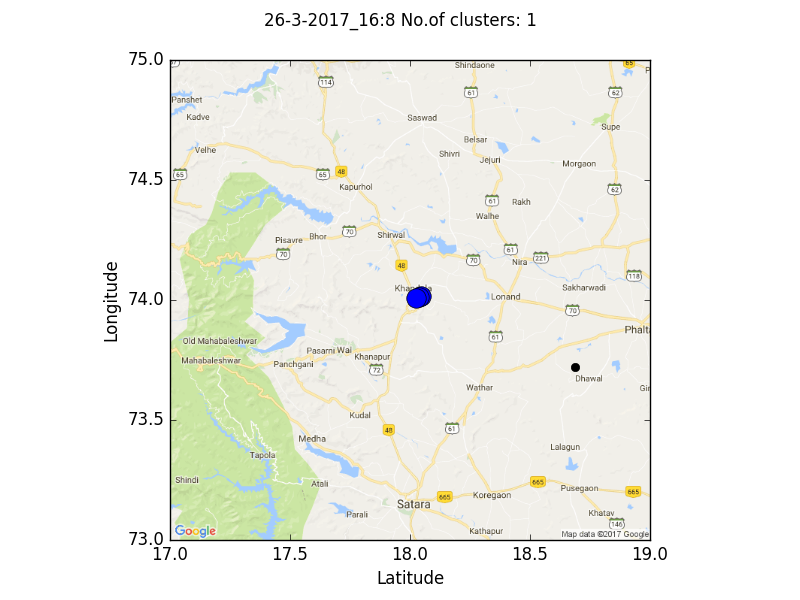 26-3-2017_16:8 No.of clusters: 1
75.0
74.5
74.0
73.5
73.0
17.0 17.5 18.0 18.5 19.0
Longitude
Latitude
Shindaone
65
114
61
62
Panshet
Kadve
Saswad
Supe
Velhe
Belsar
Shivri
Jejuri
Morgaon
65
65
48
Kapurhol
62
61
Rakh
Walhe
Pisavre
Bhor
70
Shirwal
70
61
221
Nira
48
70
118
Sakharwadi
Lonand
70
Old Mahabaleshwar
Mahabaleshwar
Pasarni Wai
Khanapur
Panchgani
72
61
Phalta
Dhawal
Wathar
Kudal
48
61
Medha
Tapola
Lalagun
Shindi
Atali
665
Satara
665
Koregaon
Pusegaon
665
Parali
Khatav
146
Kathapur
Google
Map data ©2017 Google